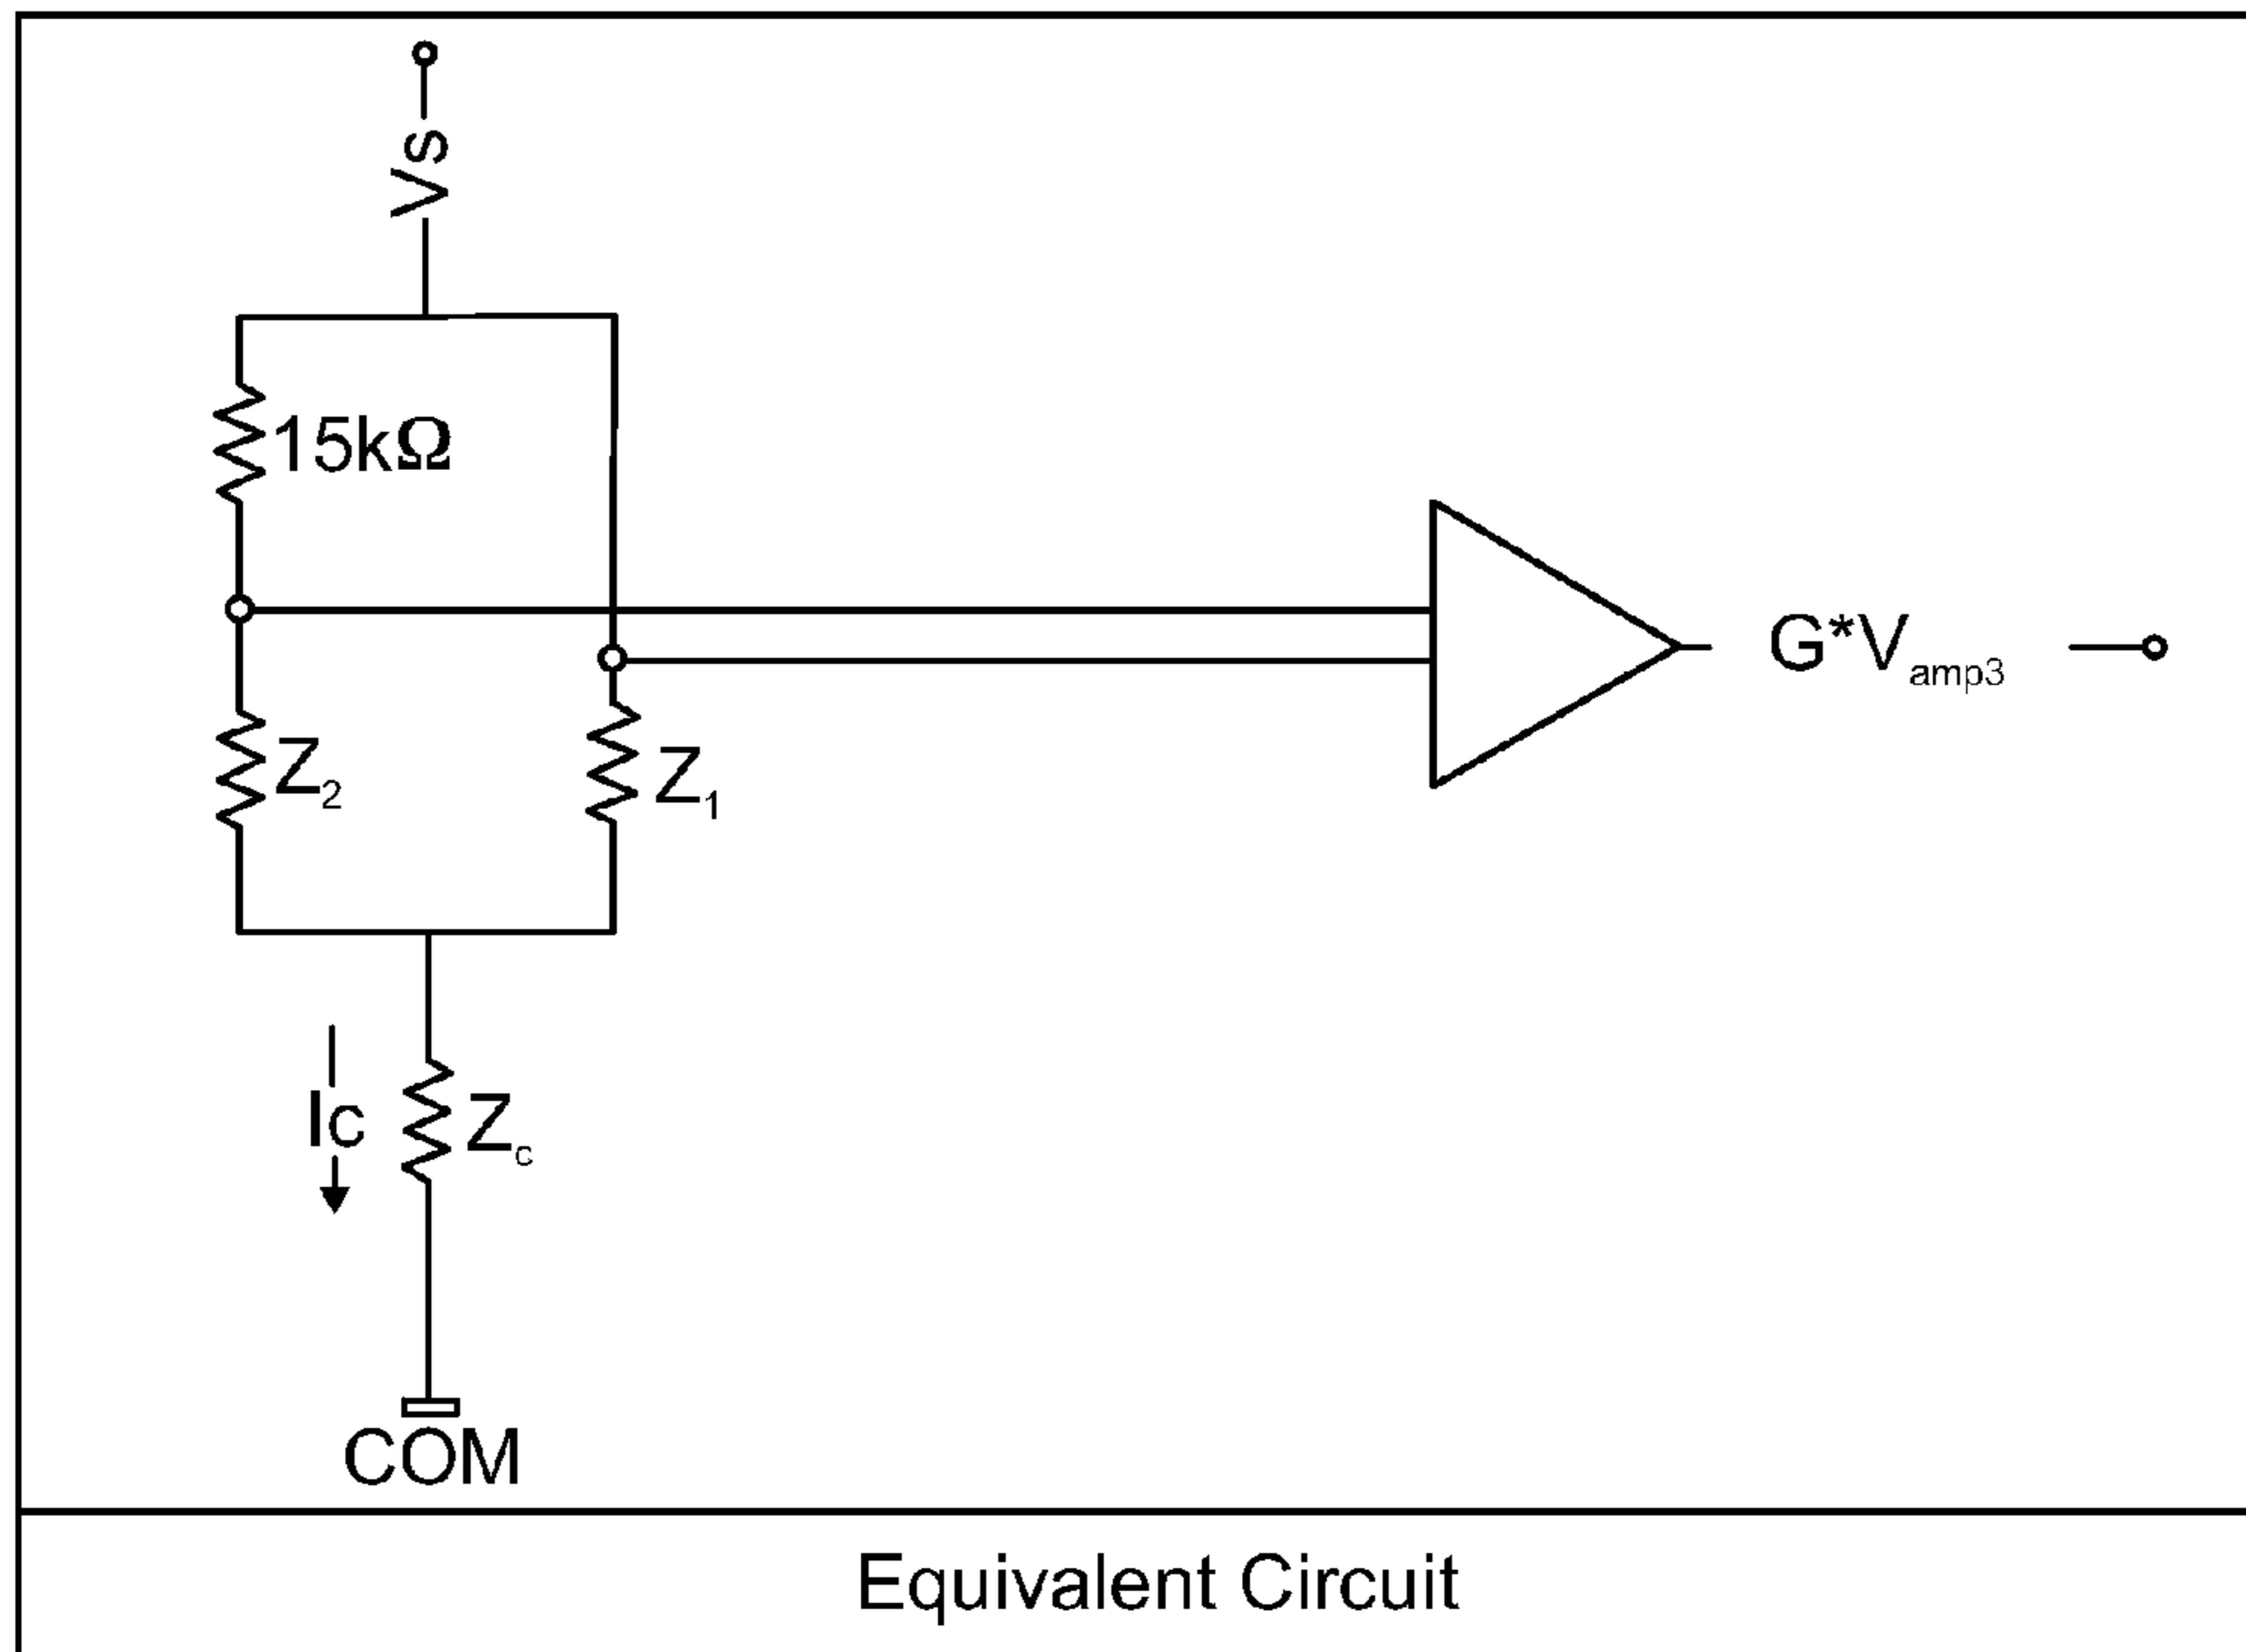 Vs
15kΩ
G*Vamp3
Z2
Z1
Ic
Zc
COM
Equivalent Circuit